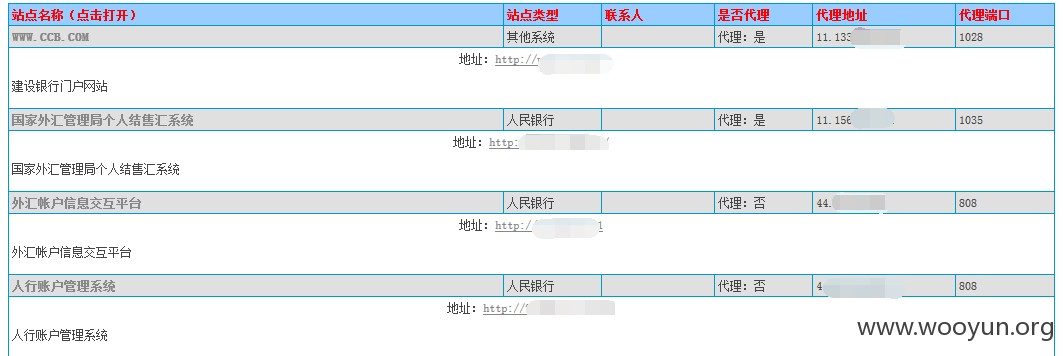 站点名称（点击打开） 站点类型 联系人 是否代理 代理地址 代理端口
WWW.CCB.COM 其他系统 代理：是 11.133 1028
地址：http://
建设银行门户网站
国家外汇管理局个人结售汇系统 人民银行 代理：是 11.156 1035
地址：http:
国家外汇管理局个人结售汇系统
外汇帐户信息交互平台 人民银行 代理：否 44. 808
地址：http:/ 1
外汇帐户信息交互平台
人行账户管理系统 人民银行 代理：否 4 808
地址：http://
人行账户管理系统
www.wooyun.org